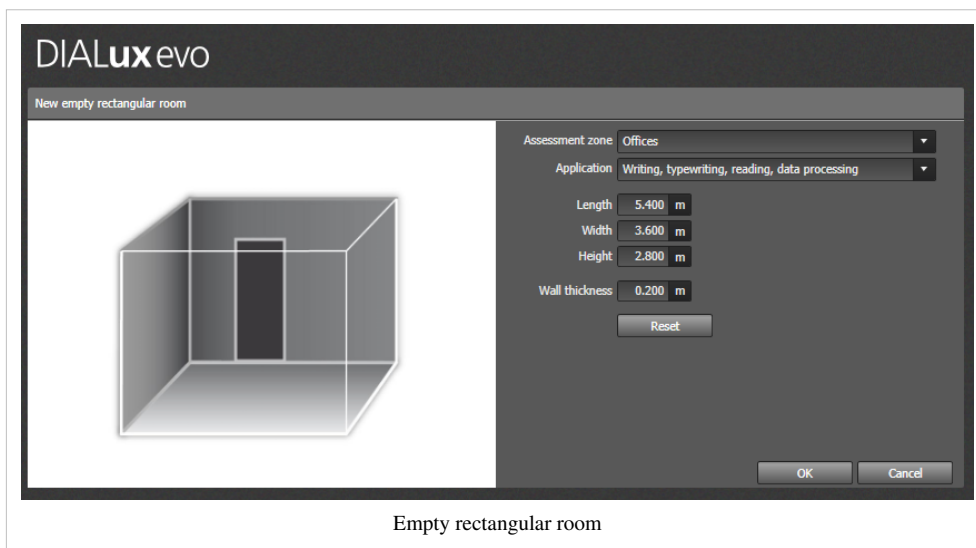 DIALux evo
New empty rectangular room
Assessment zone Offices
Application Writing, typewriting, reading, data processing
Length 5.400 m
Width 3.600 m
Height 2.800 m
Wall thickness 0.200 m
Reset
OK Cancel
Empty rectangular room